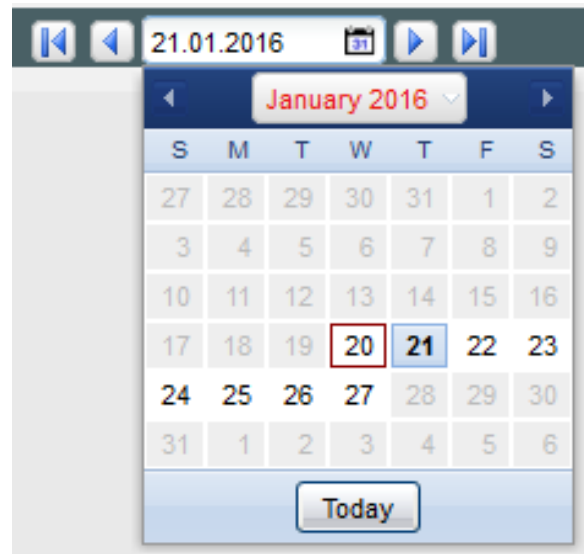 21.01.2016 31
January 2016
S M T W T F S
27 28 29 30 31 1 2
3 4 5 6 7 8 9
10 11 12 13 14 15 16
17 18 19 20 21 22 23
24 25 26 27 28 29 30
31 1 2 3 4 5 6
Today